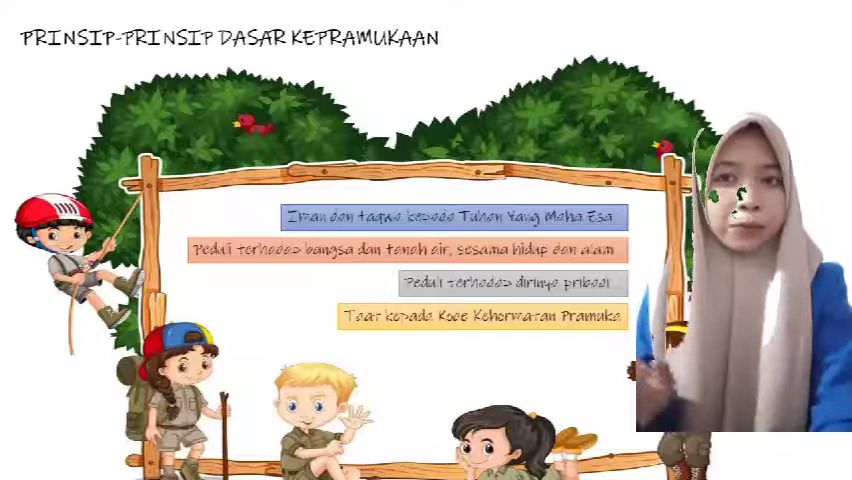 PRINSIP-PRINSIP DASAR KEPRAMUKAAN
Iman dan taqwa kepada Tuhan Yang Maha Esa
Peduli terhadap bangsa dan tanah air, sesama hidup dan alam
Peduli terhadap dirinya pribadi
Taat kepada Kode Kehormatan Pramuka